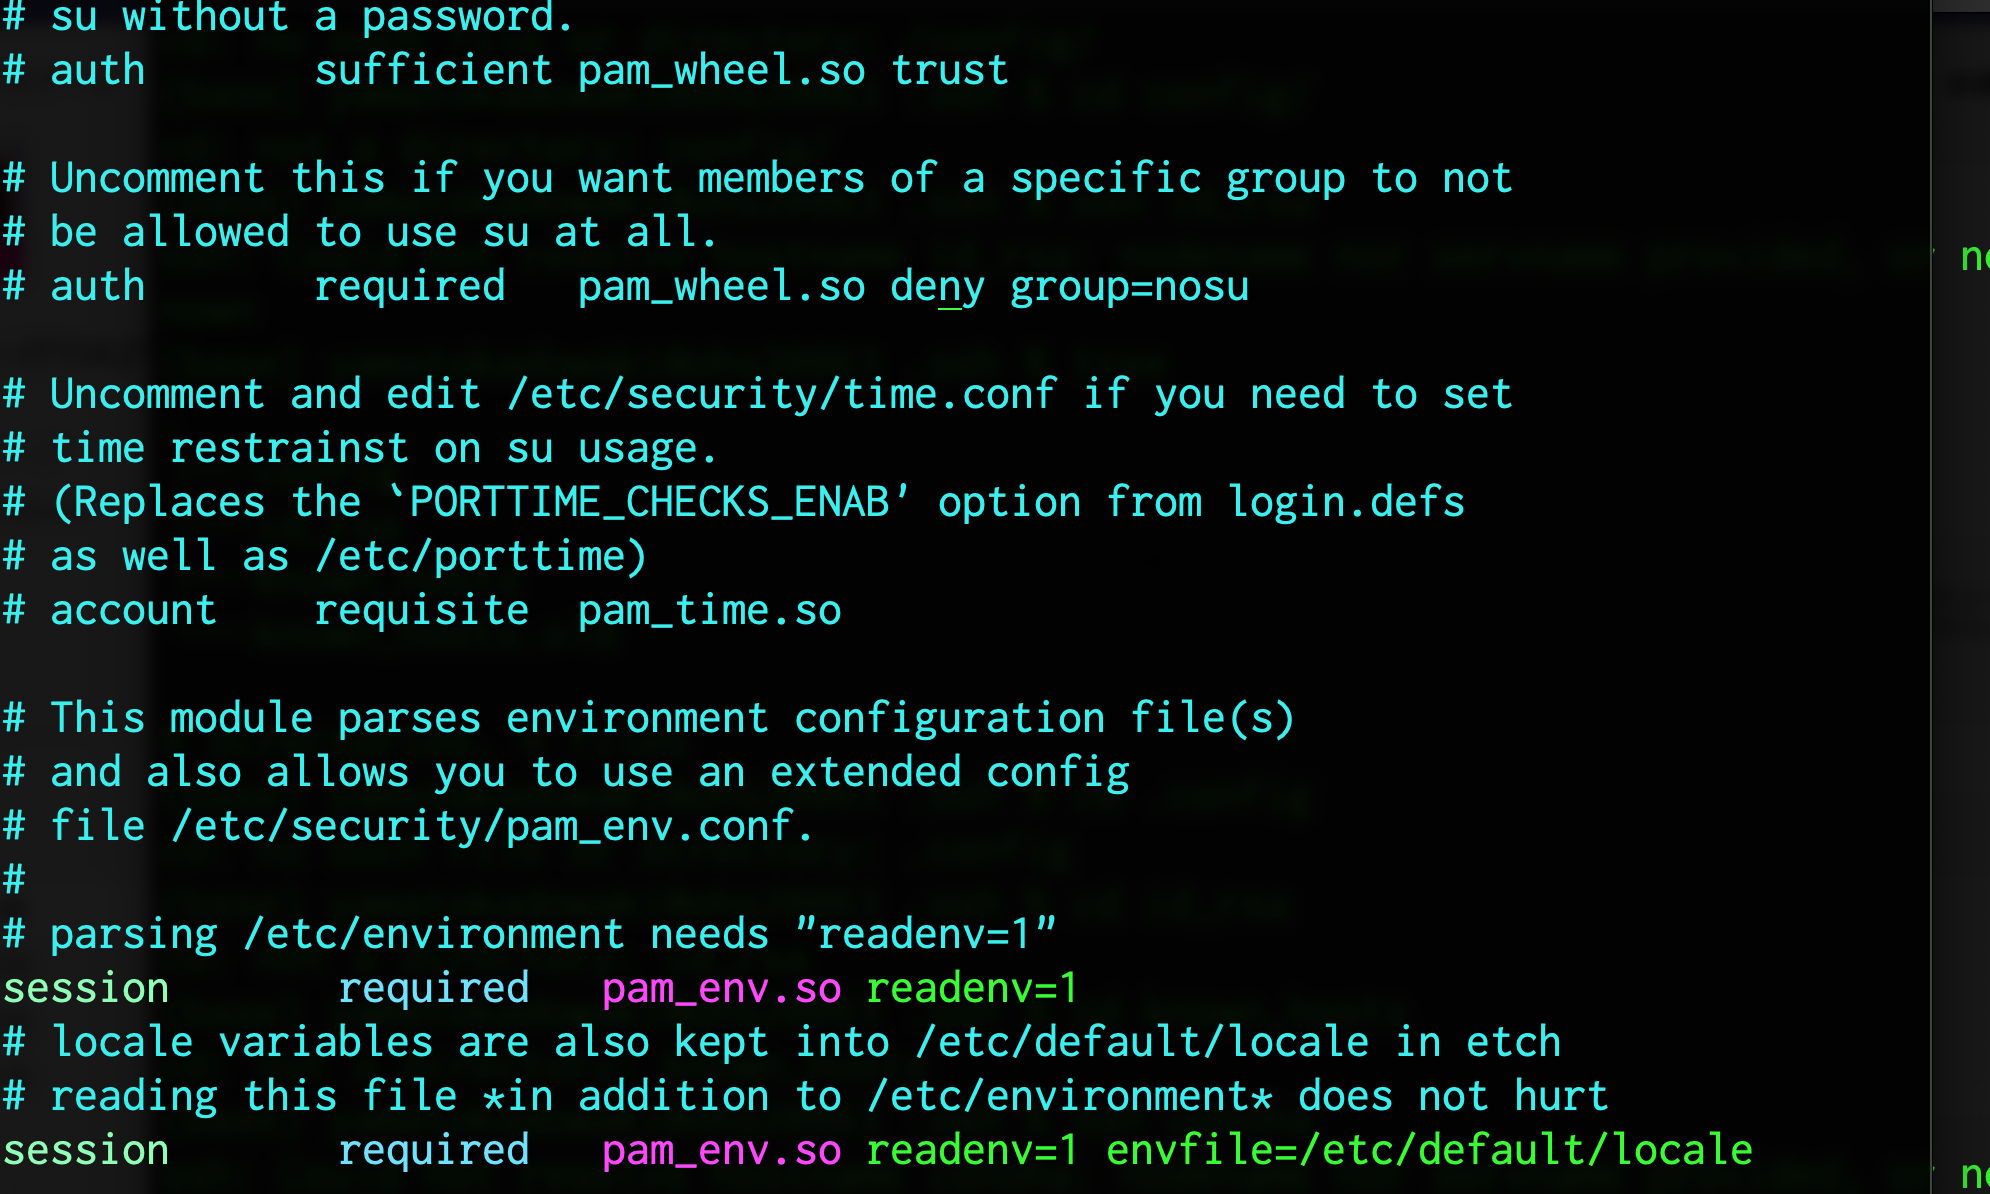 # su without a password.
# auth       sufficient pam_wheel.so trust

# Uncomment this if you want members of a specific group to not
# be allowed to use su at all.
# auth       required   pam_wheel.so deny group=nosu

# Uncomment and edit /etc/security/time.conf if you need to set
# time restrainst on su usage.
# (Replaces the `PORTTIME_CHECKS_ENAB' option from login.defs
# as well as /etc/porttime)
# account    requisite  pam_time.so

# This module parses environment configuration file(s)
# and also allows you to use an extended config
# file /etc/security/pam_env.conf.
#
# parsing /etc/environment needs "readenv=1"
session       required   pam_env.so readenv=1
# locale variables are also kept into /etc/default/locale in etch
# reading this file *in addition to /etc/environment* does not hurt
session       required   pam_env.so readenv=1 envfile=/etc/default/locale